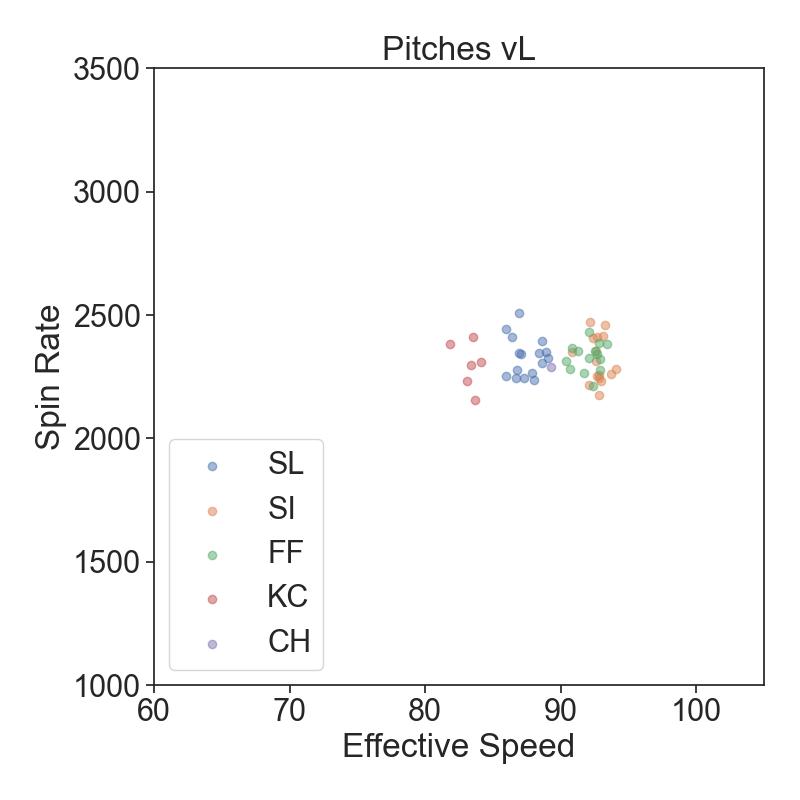 Pitches vL
3500
3000
2500
2000
1500
1000
Spin Rate
SL
SI
FF
KC
CH
60 70 80 90 100
Effective Speed